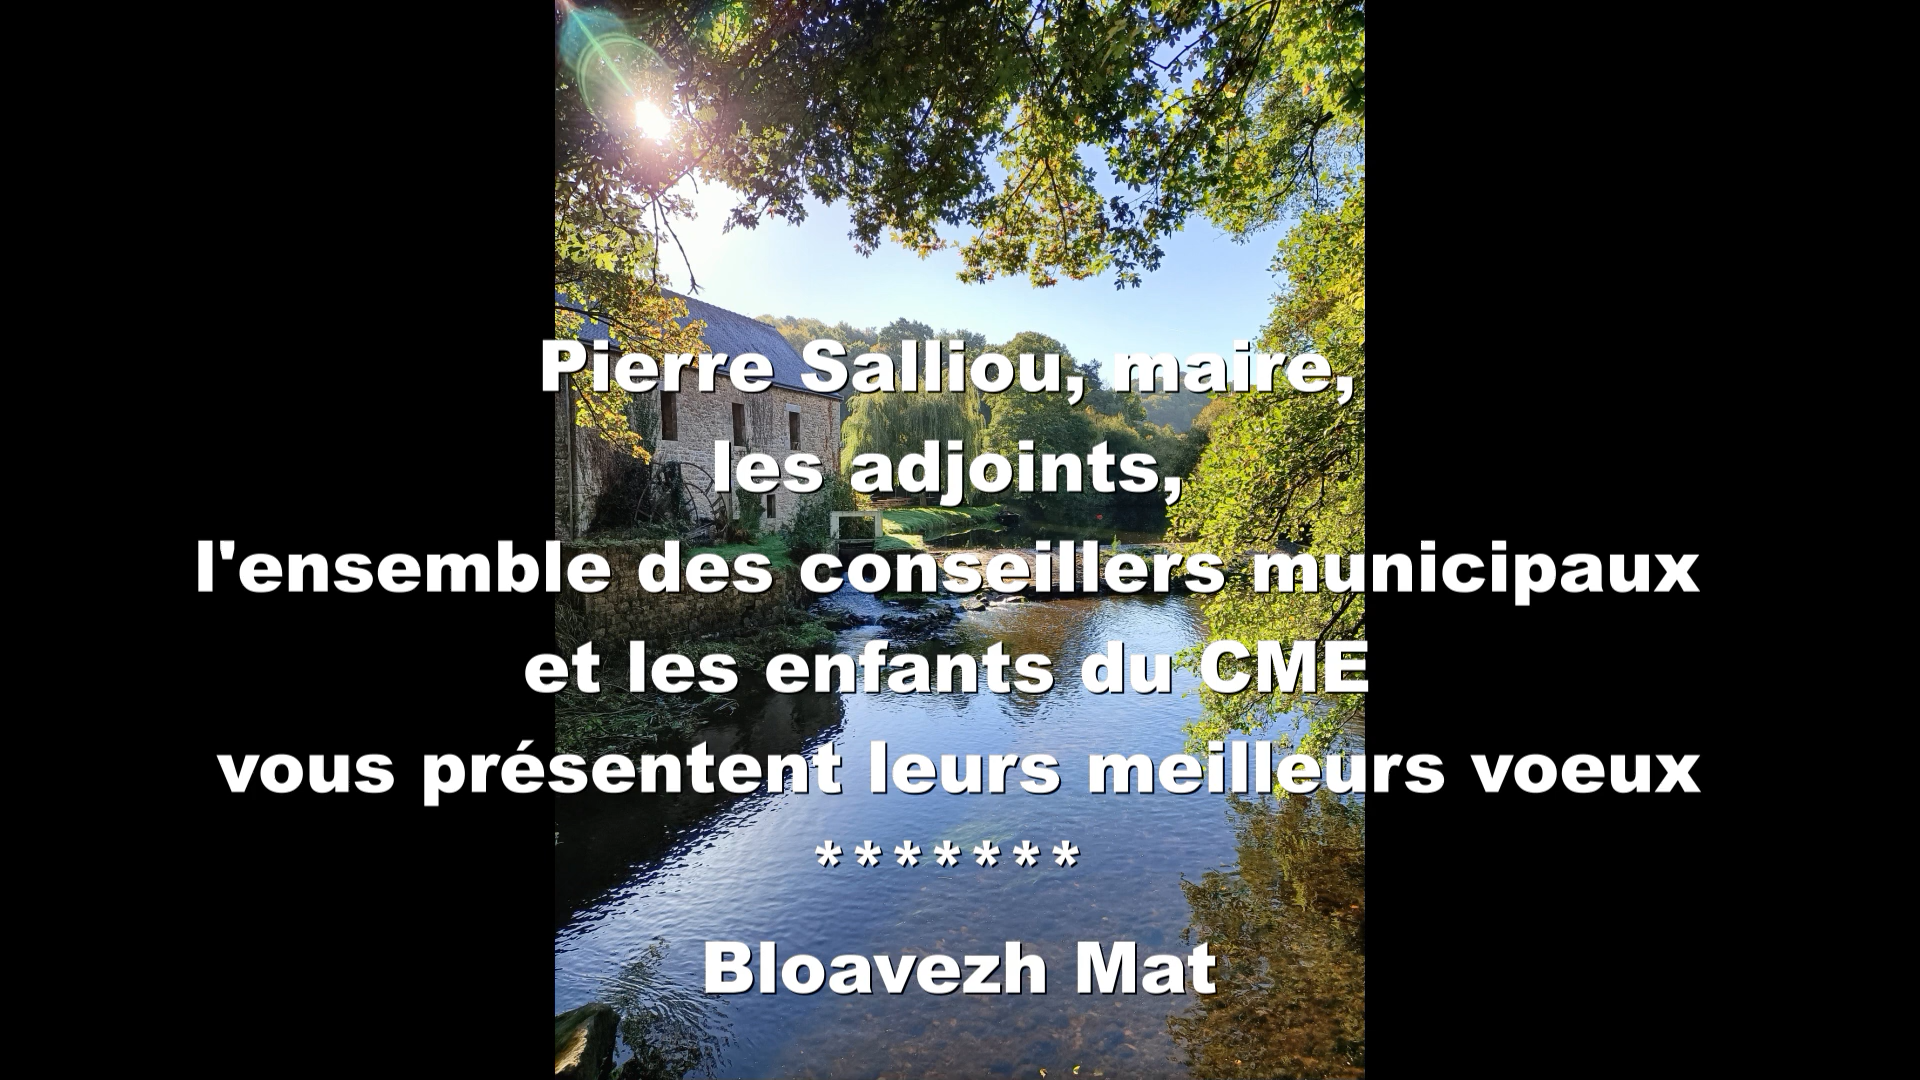 Pierre Salliou, maire,
les adjoints,
l'ensemble des conseillers municipaux
et les enfants du CME
vous présentent leurs meilleurs voeux
*******
Bloavezh Mat